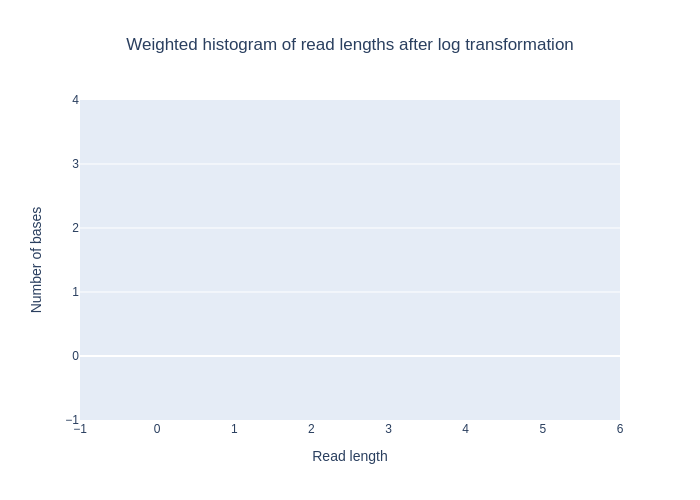 Weighted histogram of read lengths after log transformation
4
3
2
1
0
−1
−1 0 1 2 3 4 5 6
Number of bases
Read length